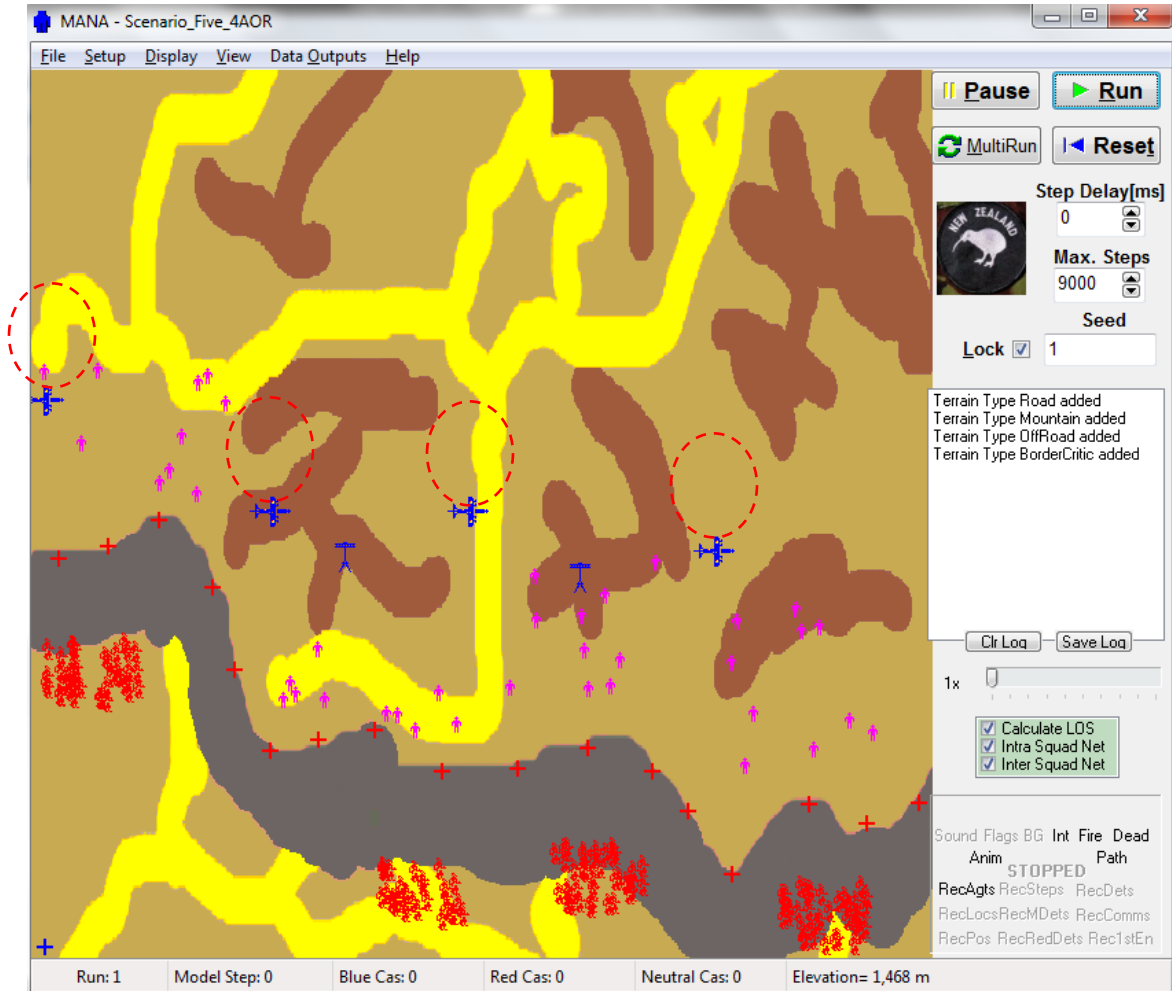 MANA - Scenario_Five_4AOR
File Setup Display View Data Outputs Help
Pause Run
MultiRun Reset
NEW ZEALAND
Step Delay[ms]
0
Max. Steps
9000
Seed
Lock 1
Terrain Type Road added
Terrain Type Mountain added
Terrain Type OffRoad added
Terrain Type BorderCritic added
Clr Log Save Log
1x
Calculate LOS
Intra Squad Net
Inter Squad Net
Sound Flags BG Int Fire Dead
Anim Path
STOPPED
RecAgts RecSteps RecDets
RecLocsRecMDets RecComms
RecPos RecRedDets Rec1stEn
Run: 1 Model Step: 0 Blue Cas: 0 Red Cas: 0 Neutral Cas: 0 Elevation= 1,468 m